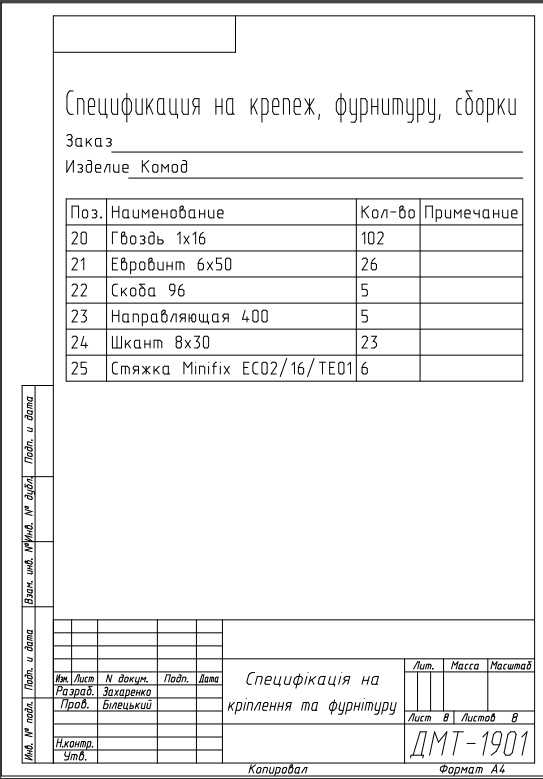 Спецификация на крепеж, фурнитуру, сборки
Заказ
Изделие Комод
Поз. Наименование Кол-во Примечание
20 Гвоздь 1х16 102
21 Евровинт 6х50 26
22 Скоба 96 5
23 Направляющая 400 5
24 Шкант 8х30 23
25 Стяжка Minifix EC02/16/TE01 6
Подп. и дата
Инв. № дубл.
Взам. инв. №
Подп. и дата
Инв. № подл.
Изм. Лист N докум. Подп. Дата
Разраб. Захаренко
Пров. Білецький
Н.контр.
Утв.
Специфікація на
кріплення та фурнітуру
Лит. Масса Масштаб
Лист 8 Листов 8
ДМТ-1901
Копировал Формат А4